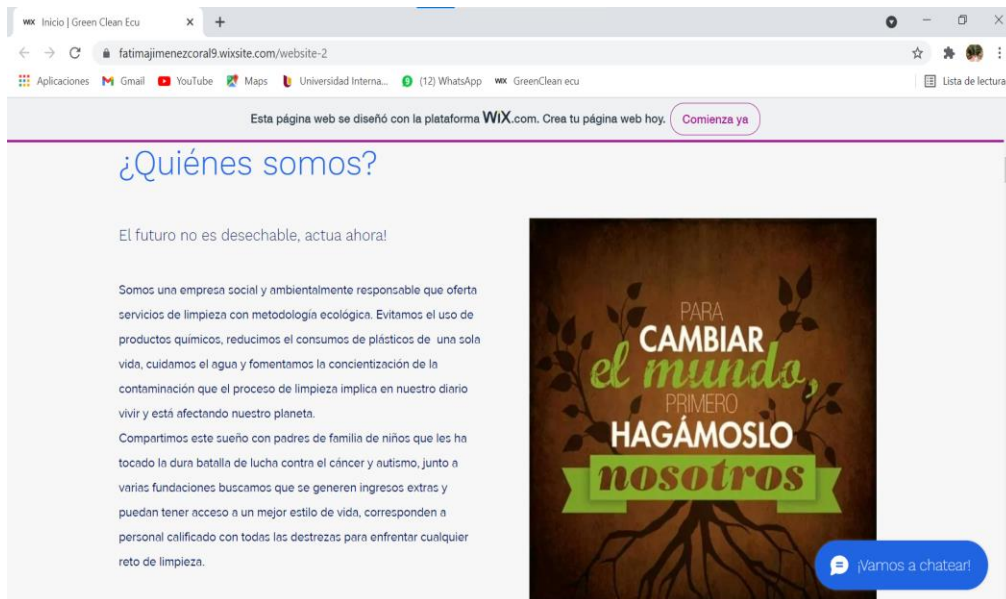 WIX Inicio | Green Clean Ecu
fatimajimenezcoral9.wixsite.com/website-2
Aplicaciones Gmail YouTube Maps Universidad Interna... (12) WhatsApp WIX GreenClean ecu Lista de lectura
Esta página web se diseñó con la plataforma WiX.com. Crea tu página web hoy. Comienza ya
¿Quiénes somos?
El futuro no es desechable, actua ahora!
Somos una empresa social y ambientalmente responsable que oferta
servicios de limpieza con metodología ecológica. Evitamos el uso de
productos químicos, reducimos el consumos de plásticos de una sola
vida, cuidamos el agua y fomentamos la concientización de la
contaminación que el proceso de limpieza implica en nuestro diario
vivir y está afectando nuestro planeta.
Compartimos este sueño con padres de familia de niños que les ha
tocado la dura batalla de lucha contra el cáncer y autismo, junto a
varias fundaciones buscamos que se generen ingresos extras y
puedan tener acceso a un mejor estilo de vida, corresponden a
personal calificado con todas las destrezas para enfrentar cualquier
reto de limpieza.
PARA
CAMBIAR
el mundo,
PRIMERO
HAGÁMOSLO
nosotros
¡Vamos a chatear!